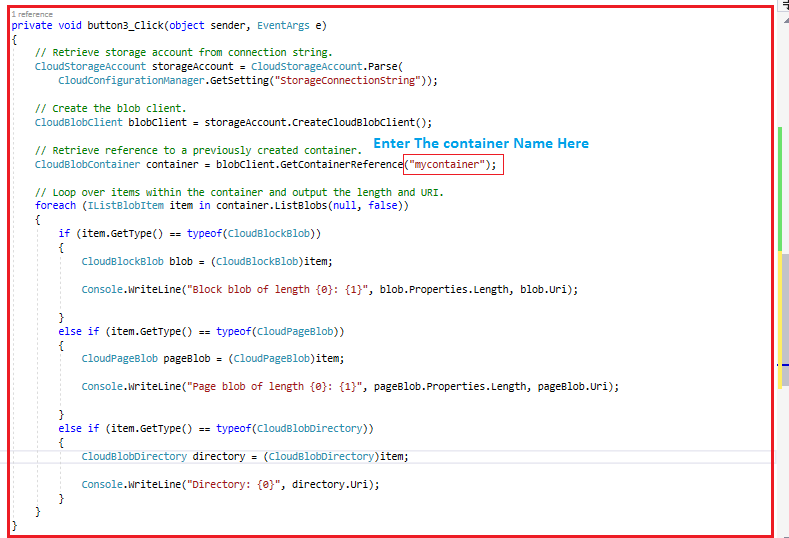 1 reference
private void button3_Click(object sender, EventArgs e)
{
// Retrieve storage account from connection string.
CloudStorageAccount storageAccount = CloudStorageAccount.Parse(
CloudConfigurationManager.GetSetting("StorageConnectionString"));
// Create the blob client.
CloudBlobClient blobClient = storageAccount.CreateCloudBlobClient();
Enter The container Name Here
// Retrieve reference to a previously created container.
CloudBlobContainer container = blobClient.GetContainerReference("mycontainer");
// Loop over items within the container and output the length and URI.
foreach (IListBlobItem item in container.ListBlobs(null, false))
{
if (item.GetType() == typeof(CloudBlockBlob))
{
CloudBlockBlob blob = (CloudBlockBlob)item;
Console.WriteLine("Block blob of length {0}: {1}", blob.Properties.Length, blob.Uri);
}
else if (item.GetType() == typeof(CloudPageBlob))
{
CloudPageBlob pageBlob = (CloudPageBlob)item;
Console.WriteLine("Page blob of length {0}: {1}", pageBlob.Properties.Length, pageBlob.Uri);
}
else if (item.GetType() == typeof(CloudBlobDirectory))
{
CloudBlobDirectory directory = (CloudBlobDirectory)item;
Console.WriteLine("Directory: {0}", directory.Uri);
}
}
}